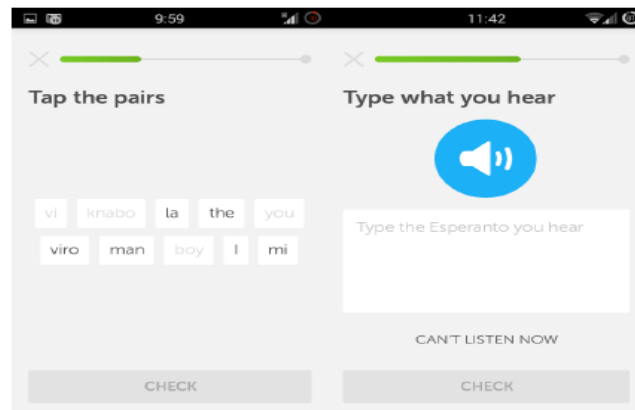 9:59
Tap the pairs
vi knabo la the you
viro man boy I mi
CHECK
11:42
Type what you hear
Type the Esperanto you hear
CAN'T LISTEN NOW
CHECK